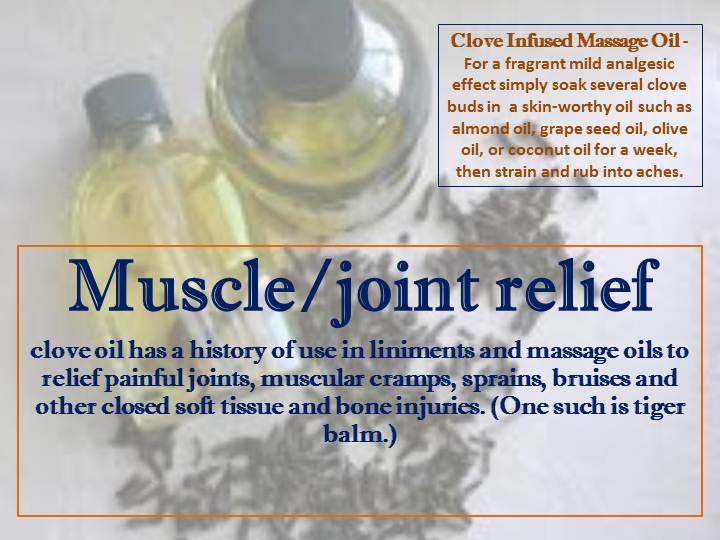 Clove Infused Massage Oil -
For a fragrant mild analgesic
effect simply soak several clove
buds in  a skin-worthy oil such as
almond oil, grape seed oil, olive
oil, or coconut oil for a week,
then strain and rub into aches.
Muscle/joint relief
clove oil has a history of use in liniments and massage oils to
relief painful joints, muscular cramps, sprains, bruises and
other closed soft tissue and bone injuries. (One such is tiger
balm.)